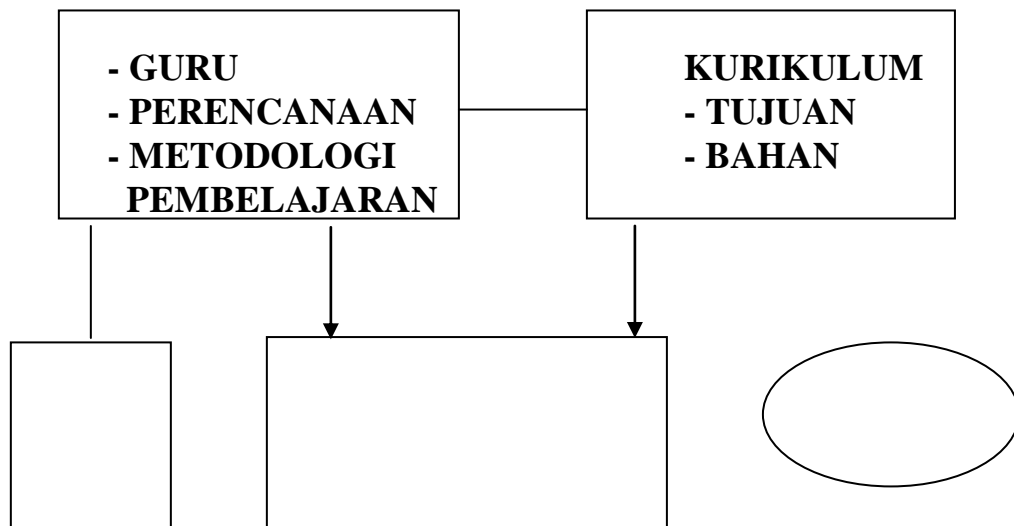 - GURU
- PERENCANAAN
- METODOLOGI
PEMBELAJARAN
KURIKULUM
- TUJUAN
- BAHAN